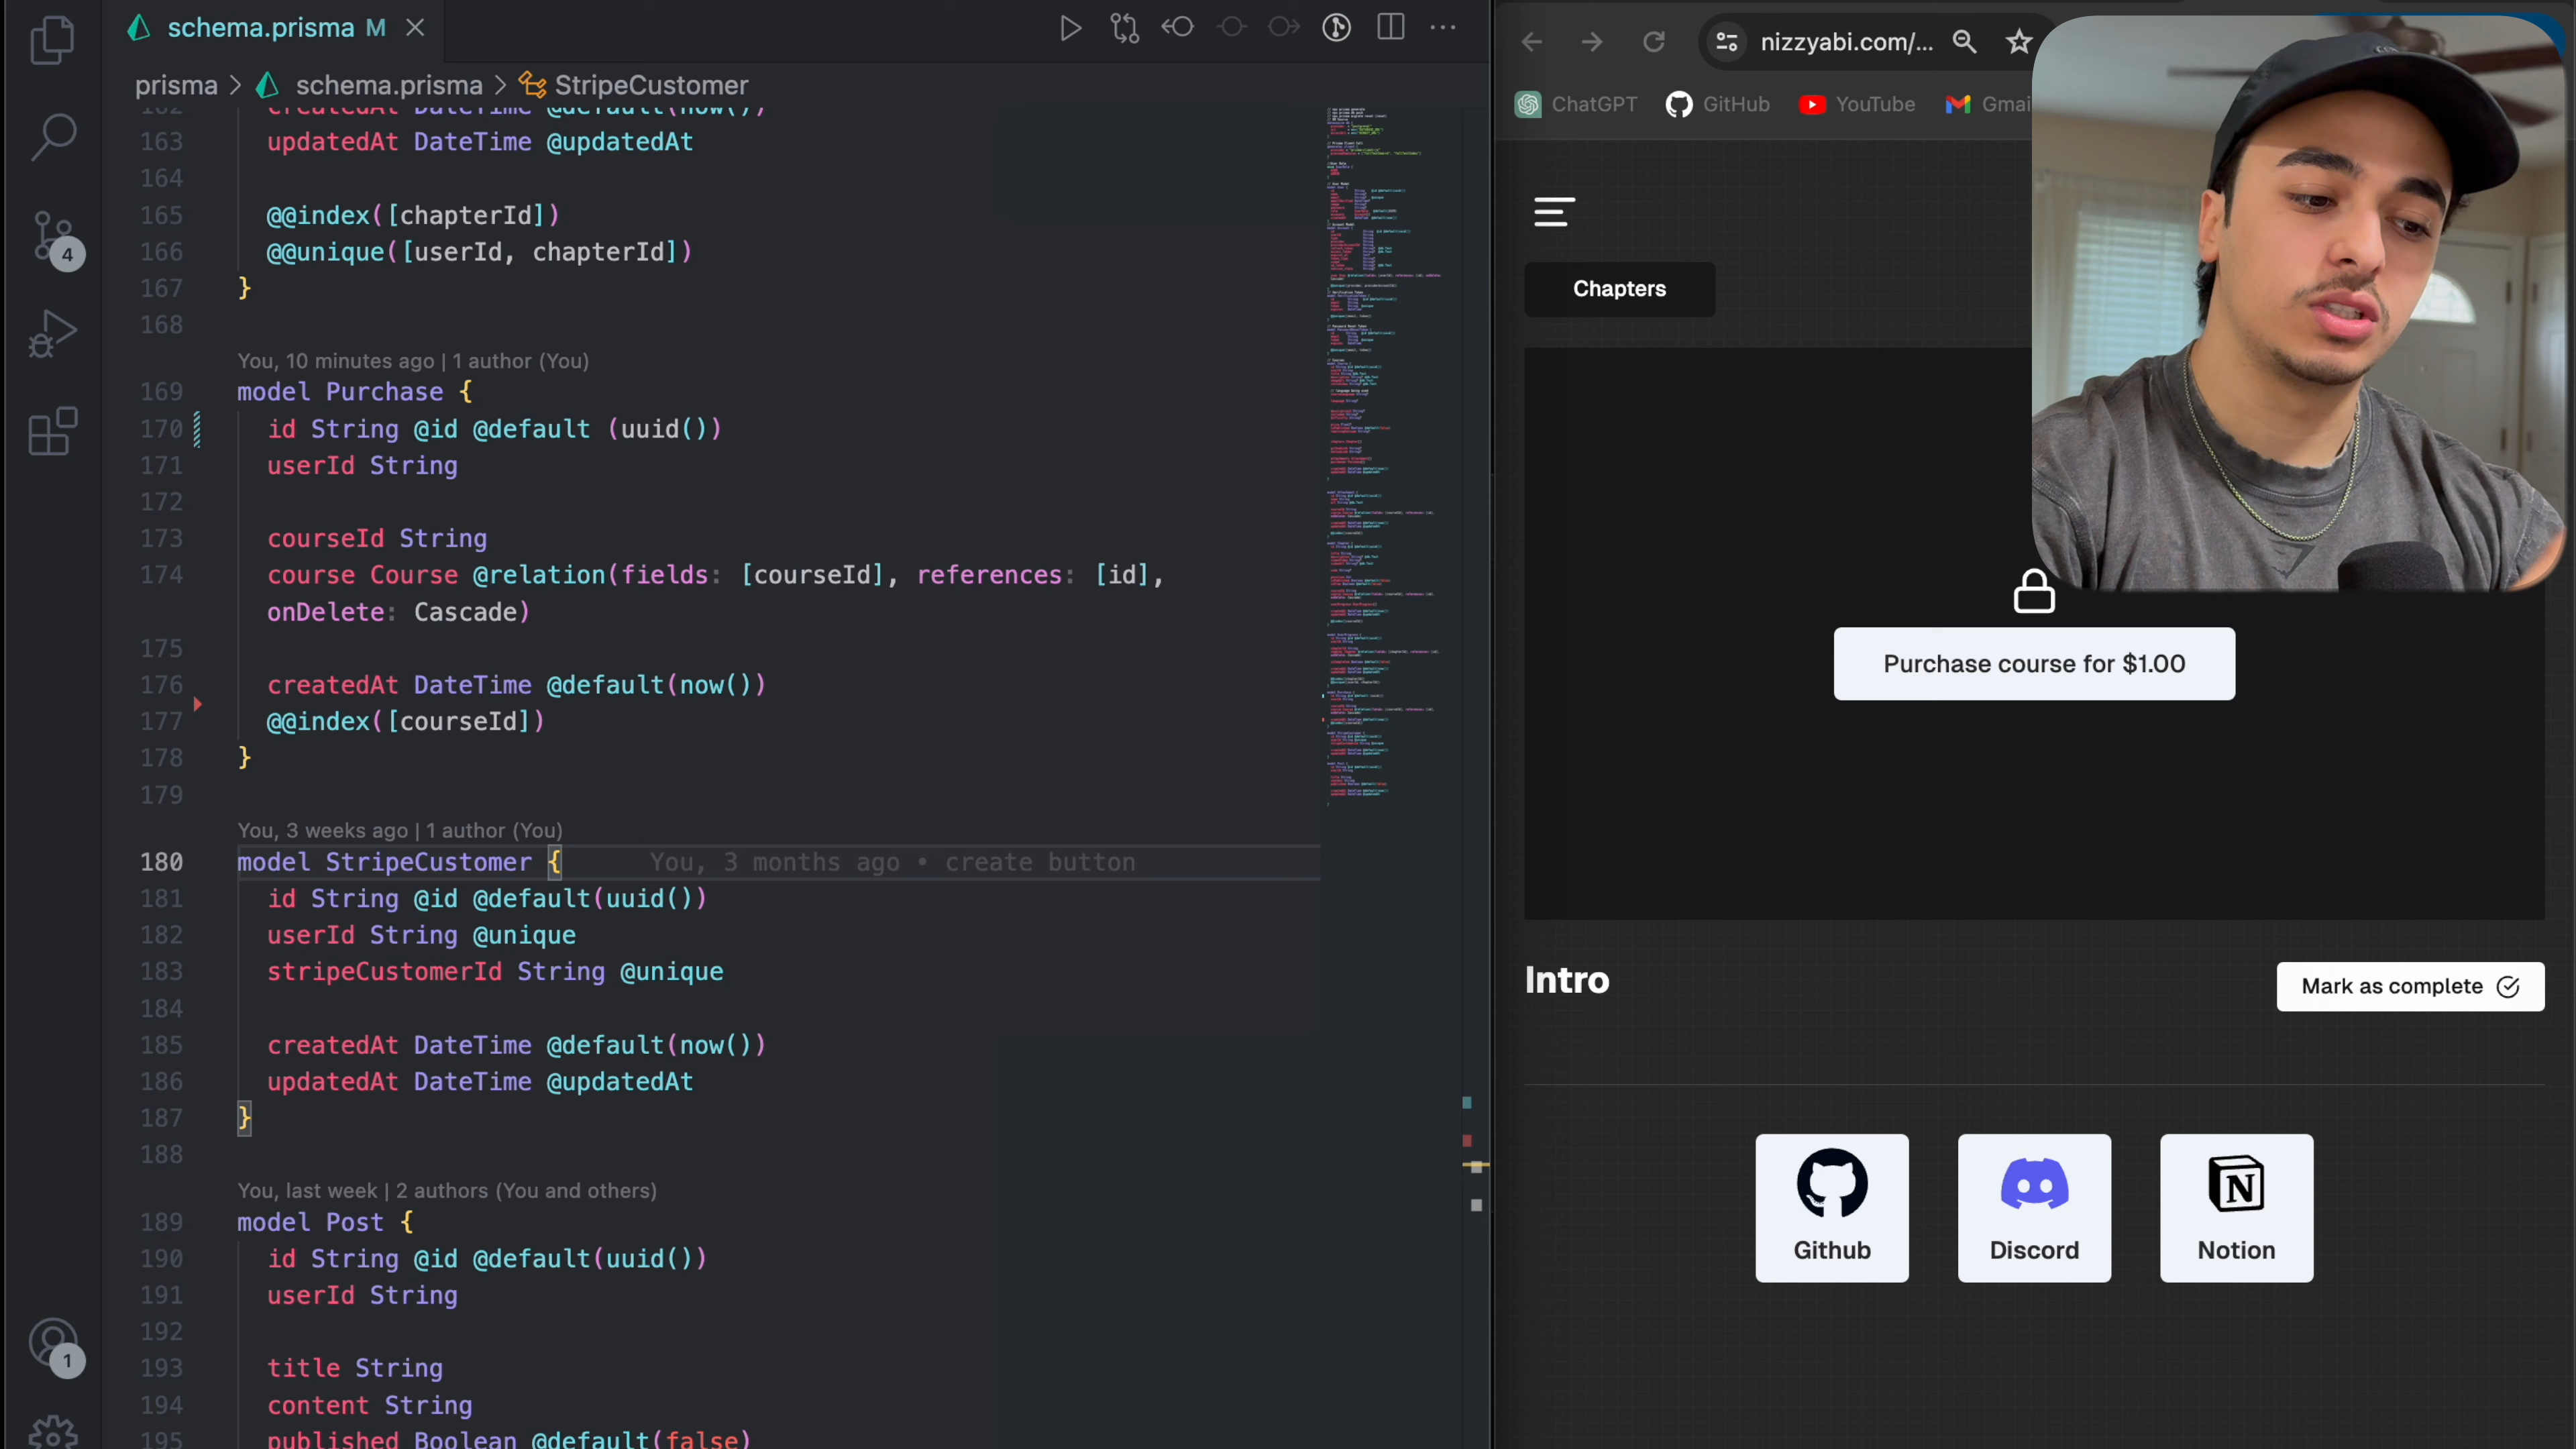 schema.prisma M
prisma > schema.prisma > StripeCustomer
162 createdAt DateTime @default(now())
163 updatedAt DateTime @updatedAt
164
165 @@index([chapterId])
166 @@unique([userId, chapterId])
167 }
168
You, 10 minutes ago | 1 author (You)
169 model Purchase {
170 id String @id @default (uuid())
171 userId String
172
173 courseId String
174 course Course @relation(fields: [courseId], references: [id],
onDelete: Cascade)
175
176 createdAt DateTime @default(now())
177 @@index([courseId])
178 }
179
You, 3 weeks ago | 1 author (You)
180 model StripeCustomer { You, 3 months ago • create button
181 id String @id @default(uuid())
182 userId String @unique
183 stripeCustomerId String @unique
184
185 createdAt DateTime @default(now())
186 updatedAt DateTime @updatedAt
187 }
188
You, last week | 2 authors (You and others)
189 model Post {
190 id String @id @default(uuid())
191 userId String
192
193 title String
194 content String
195 published Boolean @default(false)
4
1
nizzyabi.com/...
ChatGPT GitHub YouTube Gmai
Chapters
Purchase course for $1.00
Intro
Mark as complete
Github
Discord
Notion